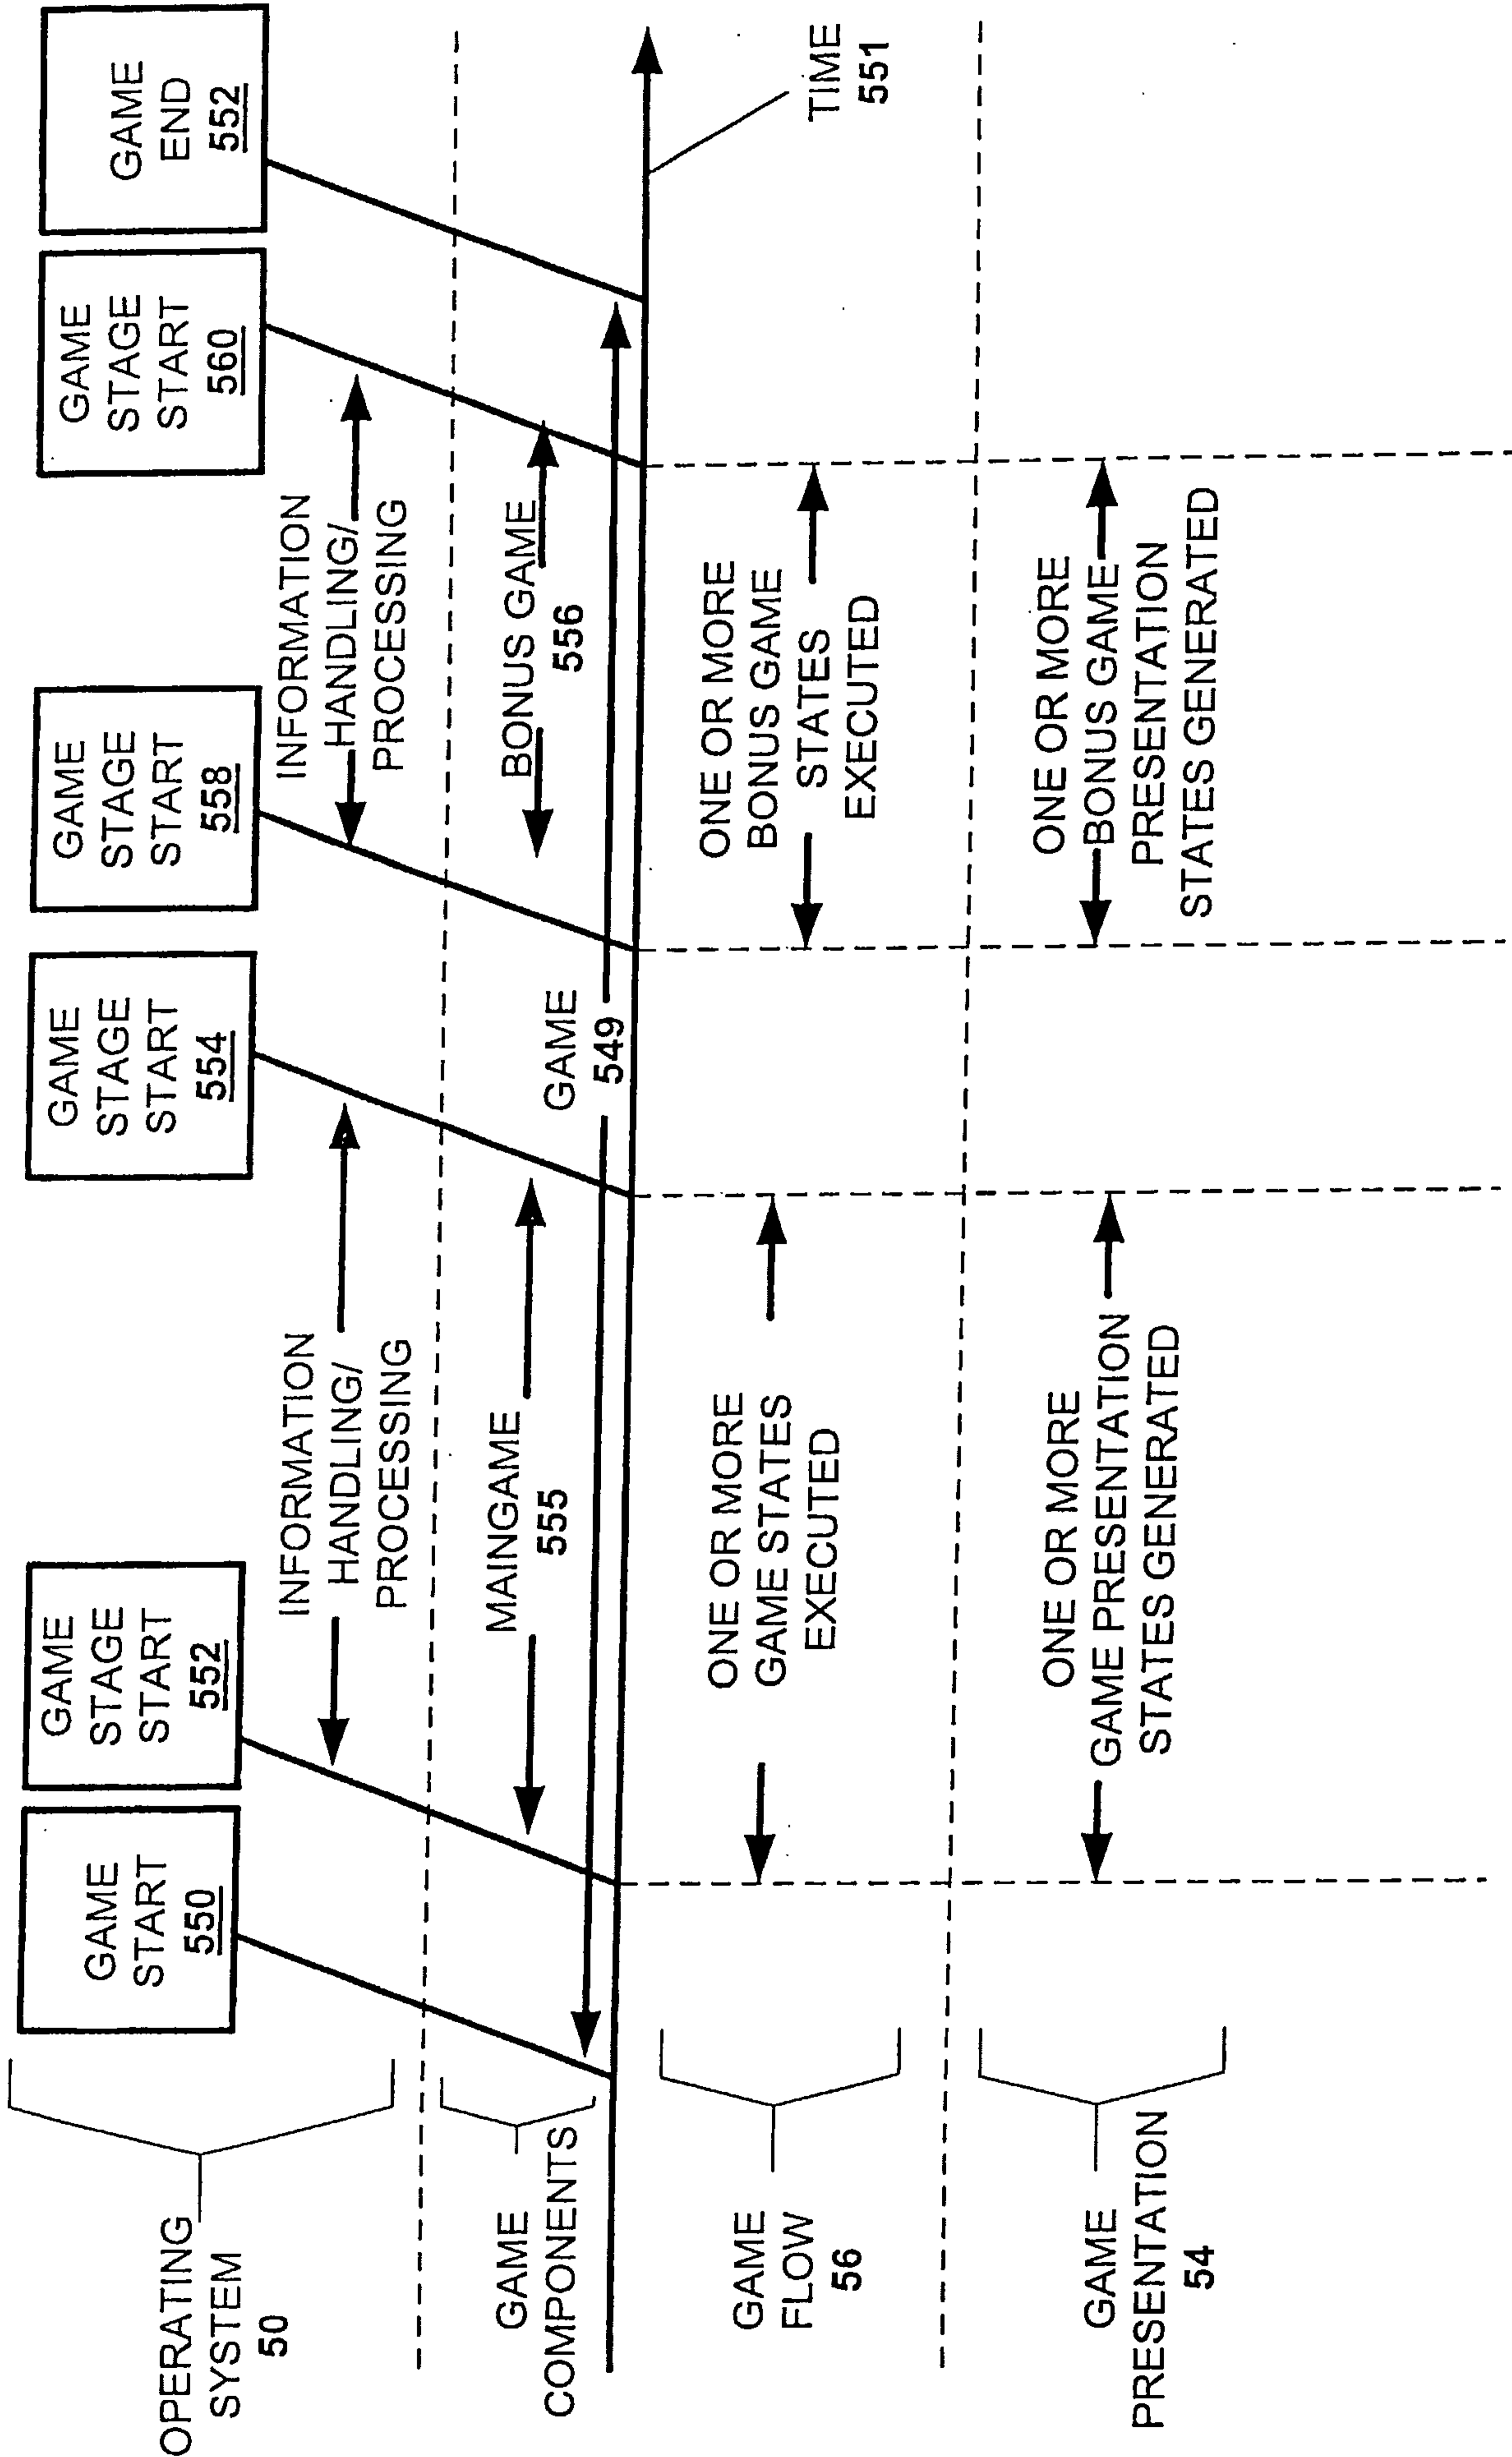 OPERATING
SYSTEM
50
GAME
START
550
GAME
STAGE
START
552
GAME
STAGE
START
554
GAME
STAGE
START
558
GAME
STAGE
START
560
GAME
END
552
INFORMATION
HANDLING/
PROCESSING
INFORMATION
HANDLING/
PROCESSING
GAME
COMPONENTS
MAINGAME
555
BONUS GAME
556
GAME
549
TIME
551
GAME
FLOW
56
ONE OR MORE
GAME STATES
EXECUTED
ONE OR MORE
BONUS GAME
STATES
EXECUTED
GAME
PRESENTATION
54
ONE OR MORE
GAME PRESENTATION
STATES GENERATED
ONE OR MORE
BONUS GAME
PRESENTATION
STATES GENERATED